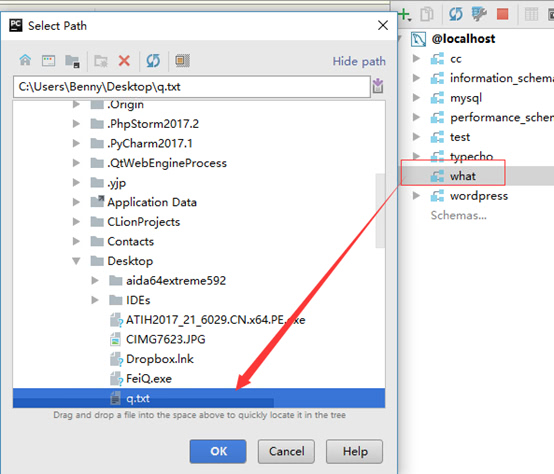 PC Select Path
Hide path
C:\Users\Benny\Desktop\q.txt
.Origin
.PhpStorm2017.2
.PyCharm2017.1
.QtWebEngineProcess
.yjp
Application Data
CLionProjects
Contacts
Desktop
aida64extreme592
IDEs
ATIH2017_21_6029.CN.x64.PE.exe
CIMG7623.JPG
Dropbox.lnk
FeiQ.exe
q.txt
Drag and drop a file into the space above to quickly locate it in the tree
OK
Cancel
Help
@localhost
cc
information_schema
mysql
performance_schem
test
typecho
what
wordpress
Schemas...